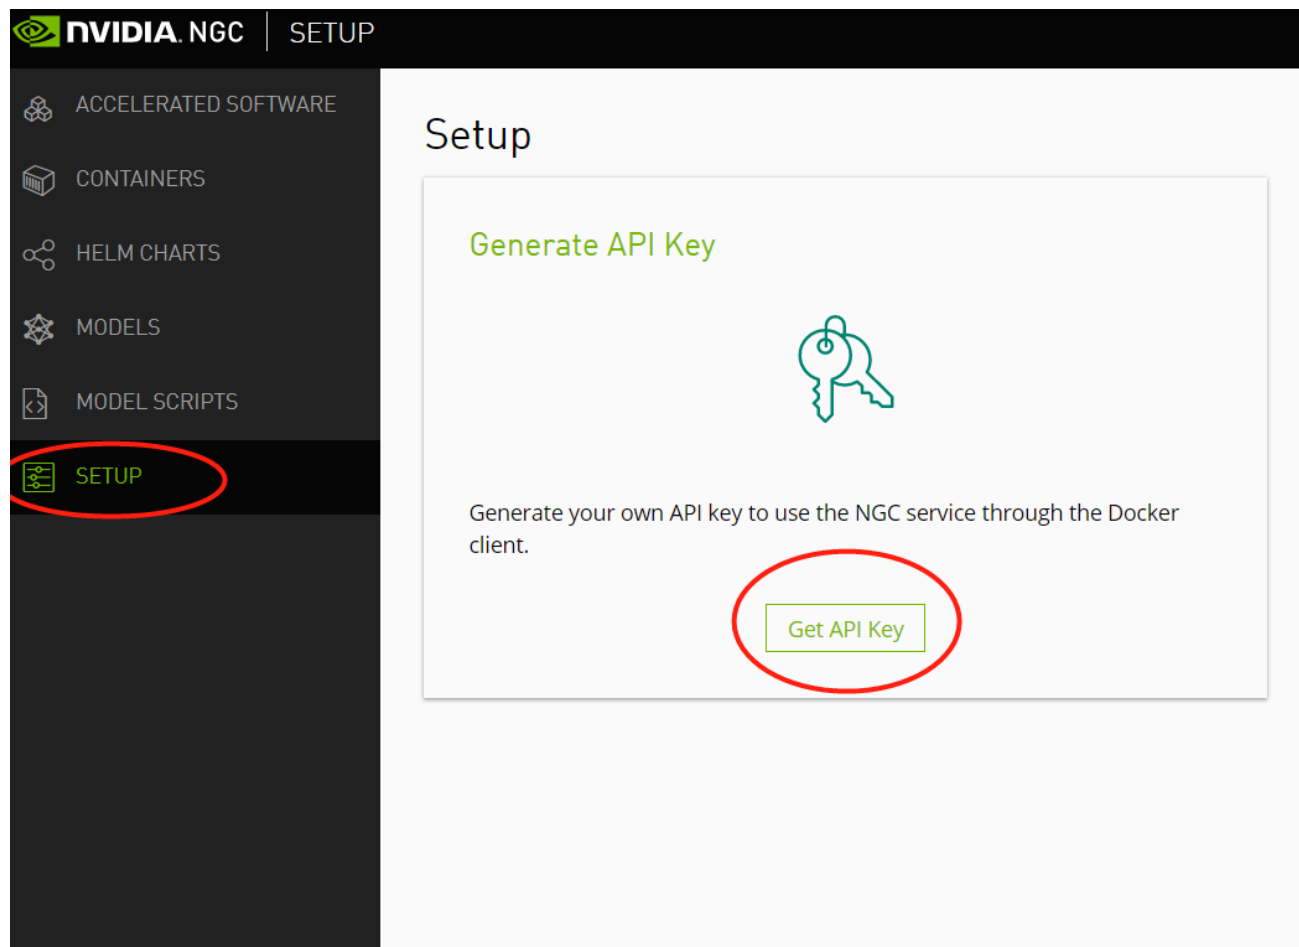 NVIDIA. NGC SETUP
ACCELERATED SOFTWARE
CONTAINERS
HELM CHARTS
MODELS
MODEL SCRIPTS
SETUP
Setup
Generate API Key
Generate your own API key to use the NGC service through the Docker
client.
Get API Key